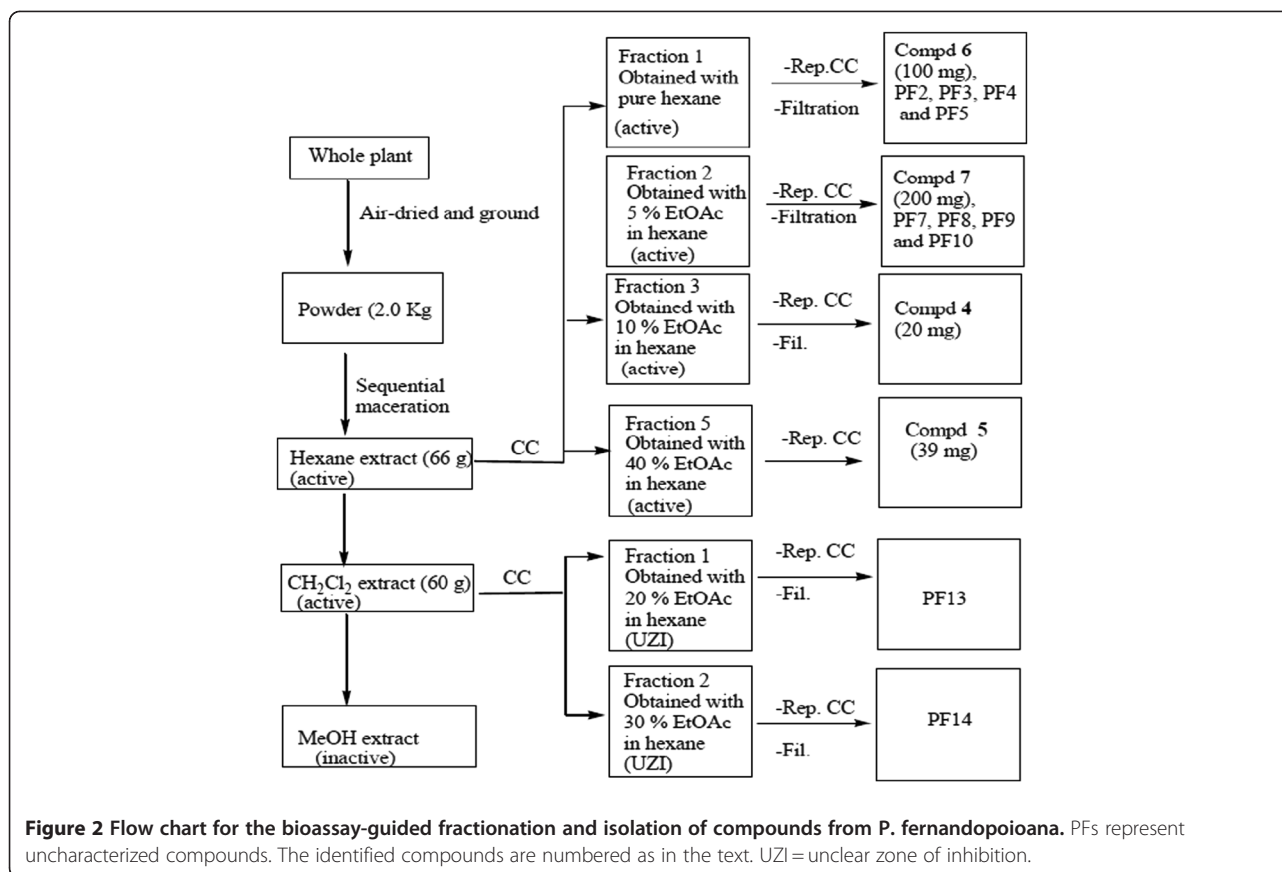 Whole plant
Air-dried and ground
Powder (2.0 Kg
Sequential
maceration
Hexane extract (66 g)
(active)
CC
CH₂Cl₂ extract (60 g)
(active)
CC
MeOH extract
(inactive)
Fraction 1
Obtained with
pure hexane
(active)
-Rep.CC
-Filtration
Compd 6
(100 mg),
PF2, PF3, PF4
and PF5
Fraction 2
Obtained with
5 % EtOAc
in hexane
(active)
-Rep. CC
-Filtration
Compd 7
(200 mg),
PF7, PF8, PF9
and PF10
Fraction 3
Obtained with
10 % EtOAc
in hexane
(active)
-Rep. CC
-Fil.
Compd 4
(20 mg)
Fraction 5
Obtained with
40 % EtOAc
in hexane
(active)
-Rep. CC
Compd 5
(39 mg)
Fraction 1
Obtained with
20 % EtOAc
in hexane
(UZI)
-Rep. CC
-Fil.
PF13
Fraction 2
Obtained with
30 % EtOAc
in hexane
(UZI)
-Rep. CC
-Fil.
PF14
Figure 2 Flow chart for the bioassay-guided fractionation and isolation of compounds from P. fernandopoioana. PFs represent
uncharacterized compounds. The identified compounds are numbered as in the text. UZI = unclear zone of inhibition.